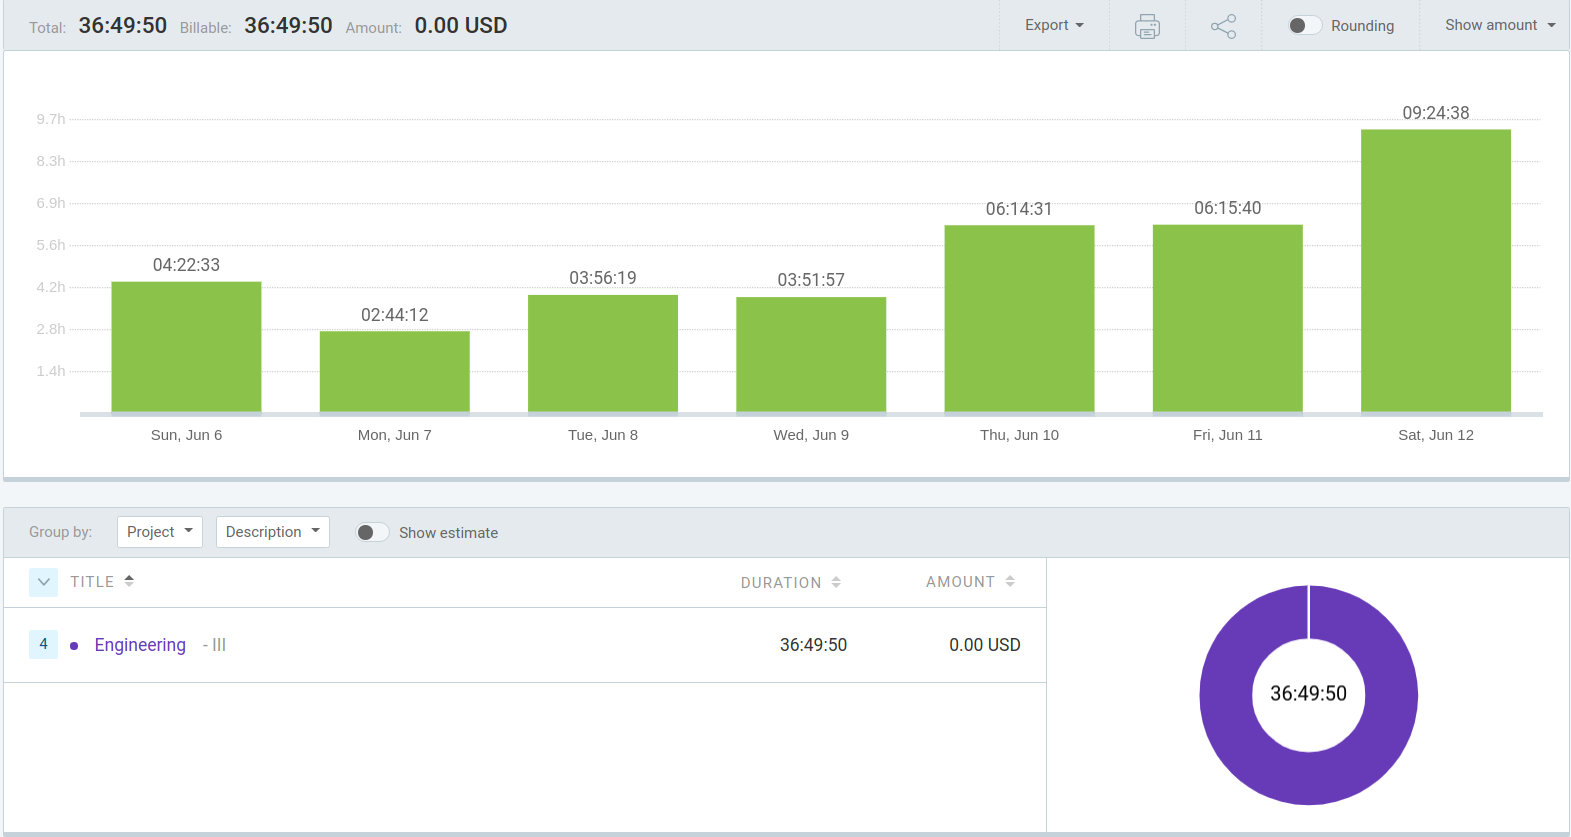 Total: 36:49:50 Billable: 36:49:50 Amount: 0.00 USD Export Rounding Show amount
9.7h
8.3h
6.9h
5.6h
4.2h
2.8h
1.4h
04:22:33
02:44:12
03:56:19
03:51:57
06:14:31
06:15:40
09:24:38
Sun, Jun 6 Mon, Jun 7 Tue, Jun 8 Wed, Jun 9 Thu, Jun 10 Fri, Jun 11 Sat, Jun 12
Group by: Project Description Show estimate
TITLE DURATION AMOUNT
4 Engineering - III 36:49:50 0.00 USD
36:49:50